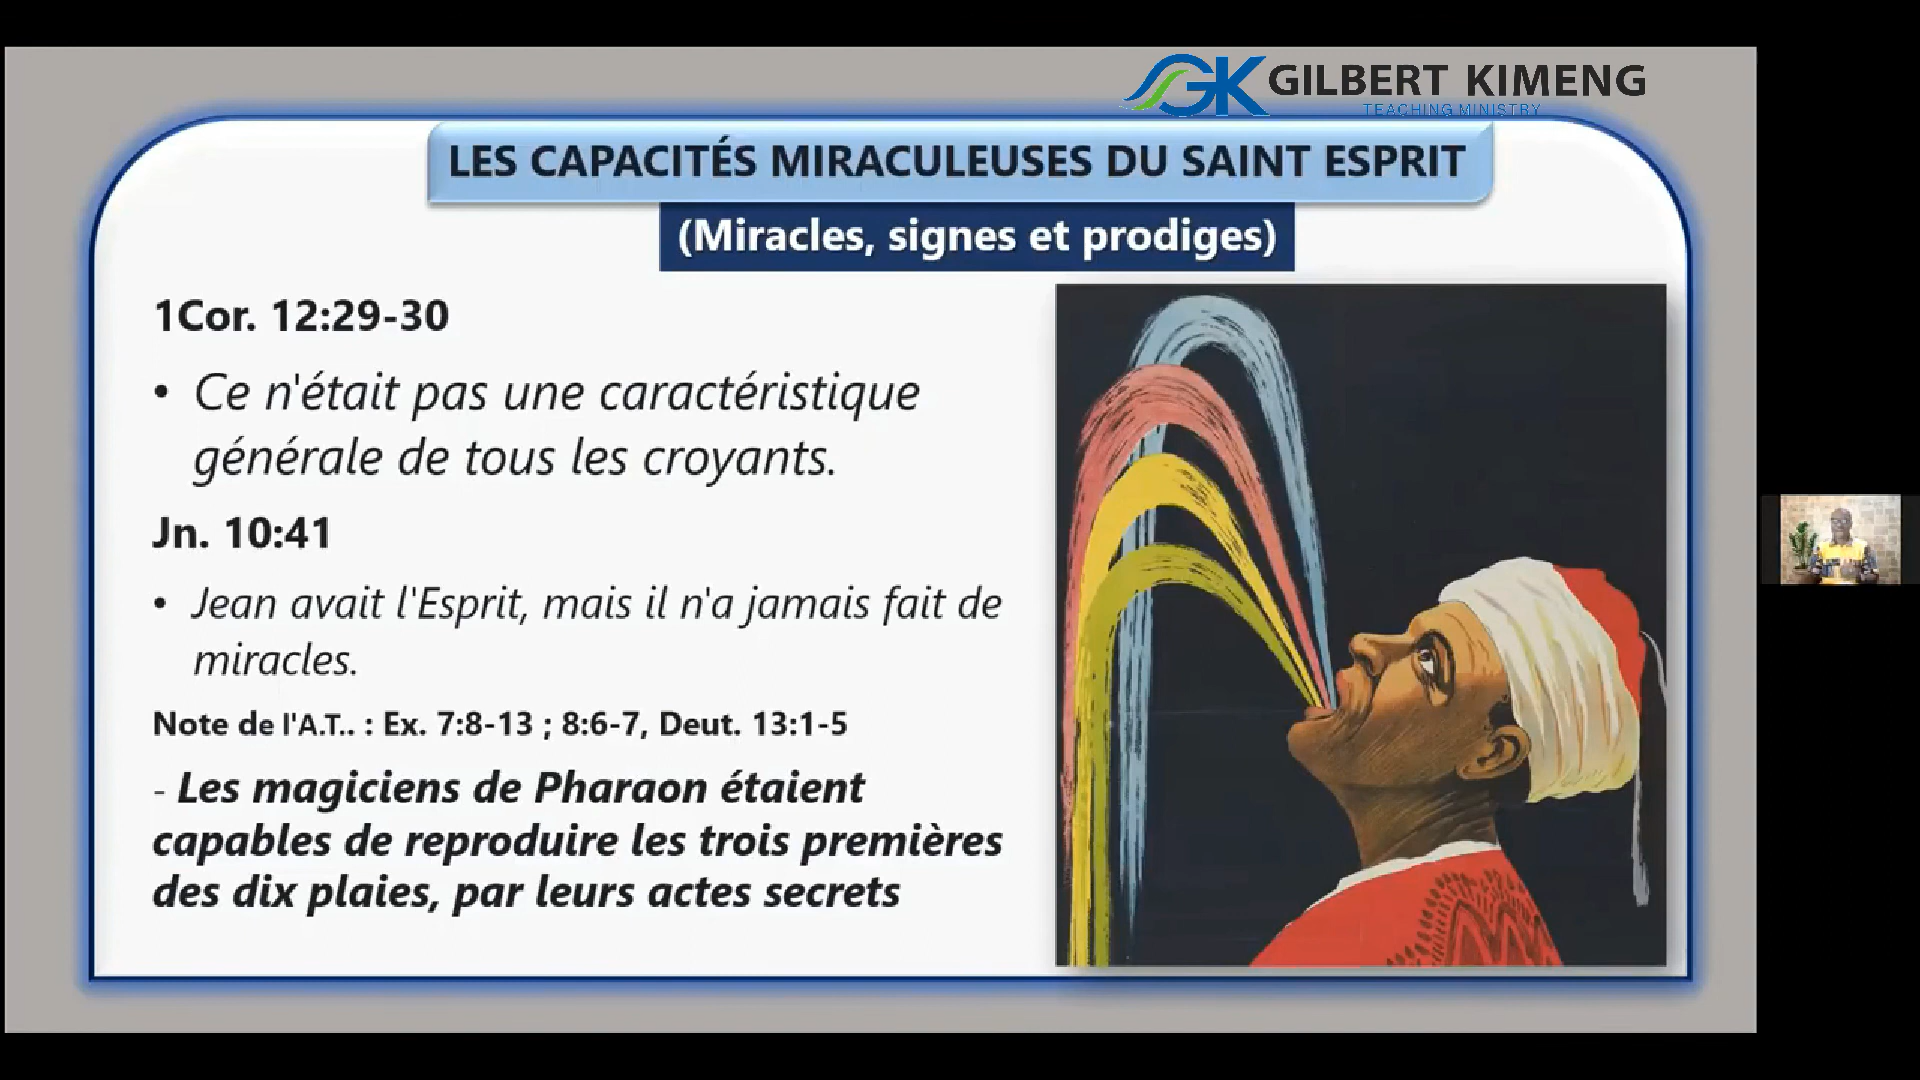 GK GILBERT KIMENG
TEACHING MINISTRY
LES CAPACITÉS MIRACULEUSES DU SAINT ESPRIT
(Miracles, signes et prodiges)
1Cor. 12:29-30
• Ce n'était pas une caractéristique
générale de tous les croyants.
Jn. 10:41
• Jean avait l'Esprit, mais il n'a jamais fait de
miracles.
Note de l'A.T.. : Ex. 7:8-13 ; 8:6-7, Deut. 13:1-5
- Les magiciens de Pharaon étaient
capables de reproduire les trois premières
des dix plaies, par leurs actes secrets